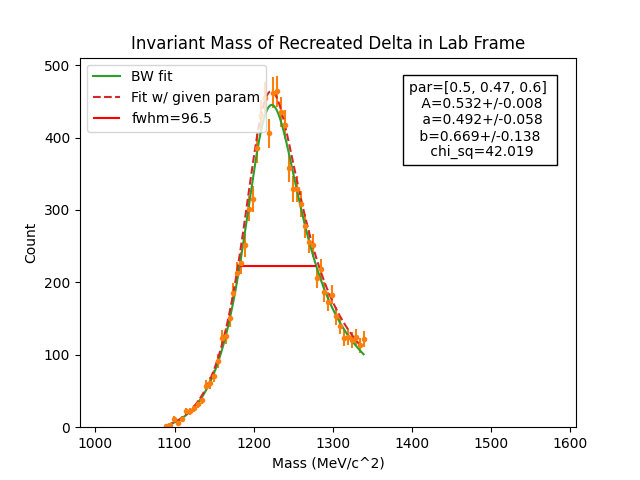 Invariant Mass of Recreated Delta in Lab Frame
BW fit
Fit w/ given param
fwhm=96.5
par=[0.5, 0.47, 0.6]
A=0.532+/-0.008
a=0.492+/-0.058
b=0.669+/-0.138
chi_sq=42.019
Count
500
400
300
200
100
0
1000 1100 1200 1300 1400 1500 1600
Mass (MeV/c^2)